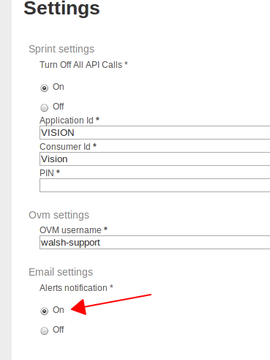 Settings
Sprint settings
Turn Off All API Calls *
On
Off
Application Id *
VISION
Consumer Id *
Vision
PIN *
Ovm settings
OVM username *
walsh-support
Email settings
Alerts notification *
On
Off